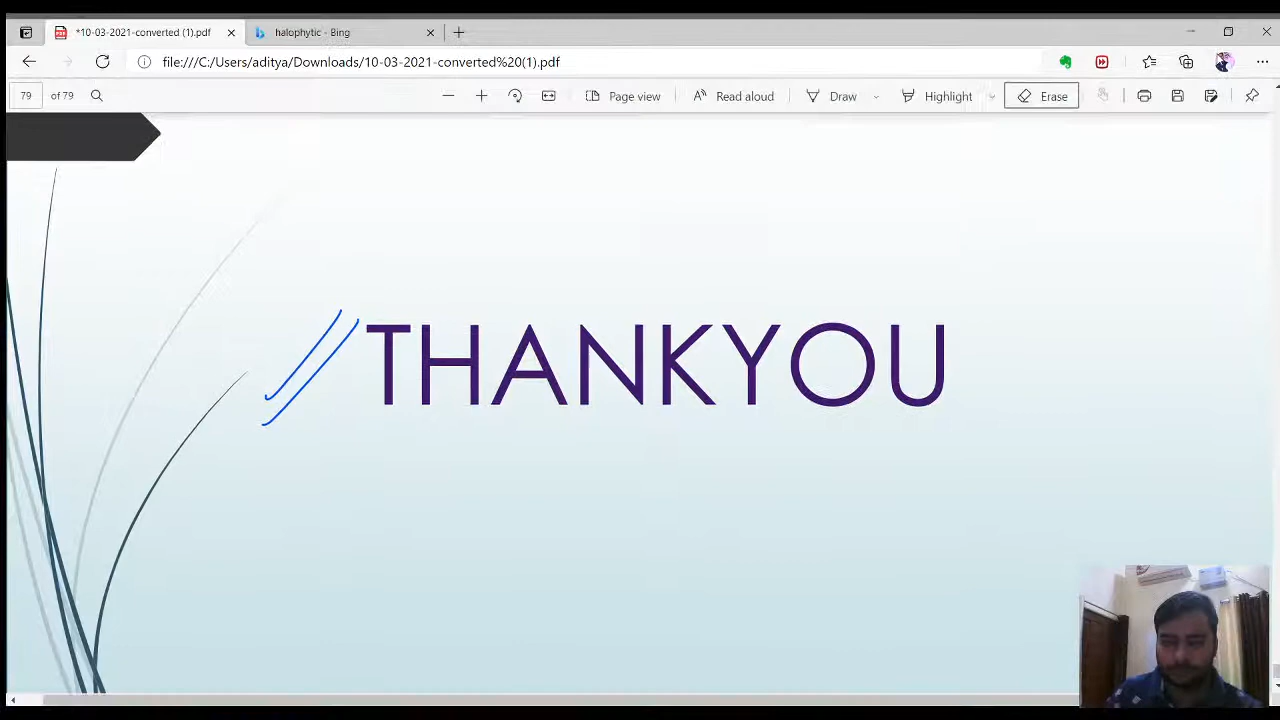 *10-03-2021-converted (1).pdf
halophytic - Bing
file:///C:/Users/aditya/Downloads/10-03-2021-converted%20(1).pdf
79 of 79 Page view Read aloud Draw Highlight Erase
THANKYOU